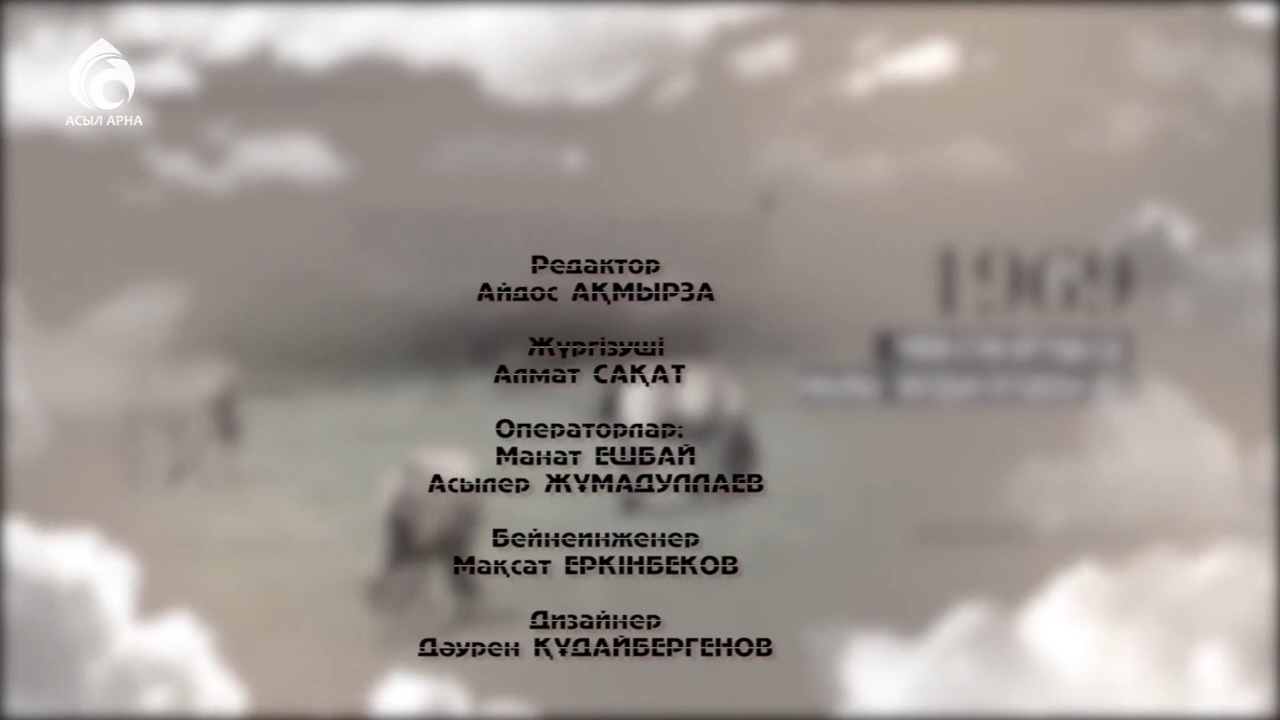 АСЫЛ АРНА
1969
Редактор
Айдос АҚМЫРЗА
Жүргізуші
Алмат САҚАТ
Операторлар:
Манат ЕШБАЙ
Асылер ЖҰМАДУЛЛАЕВ
Бейнеинженер
Мақсат ЕРКІНБЕКОВ
Дизайнер
Дәурен ҚҰДАЙБЕРГЕНОВ